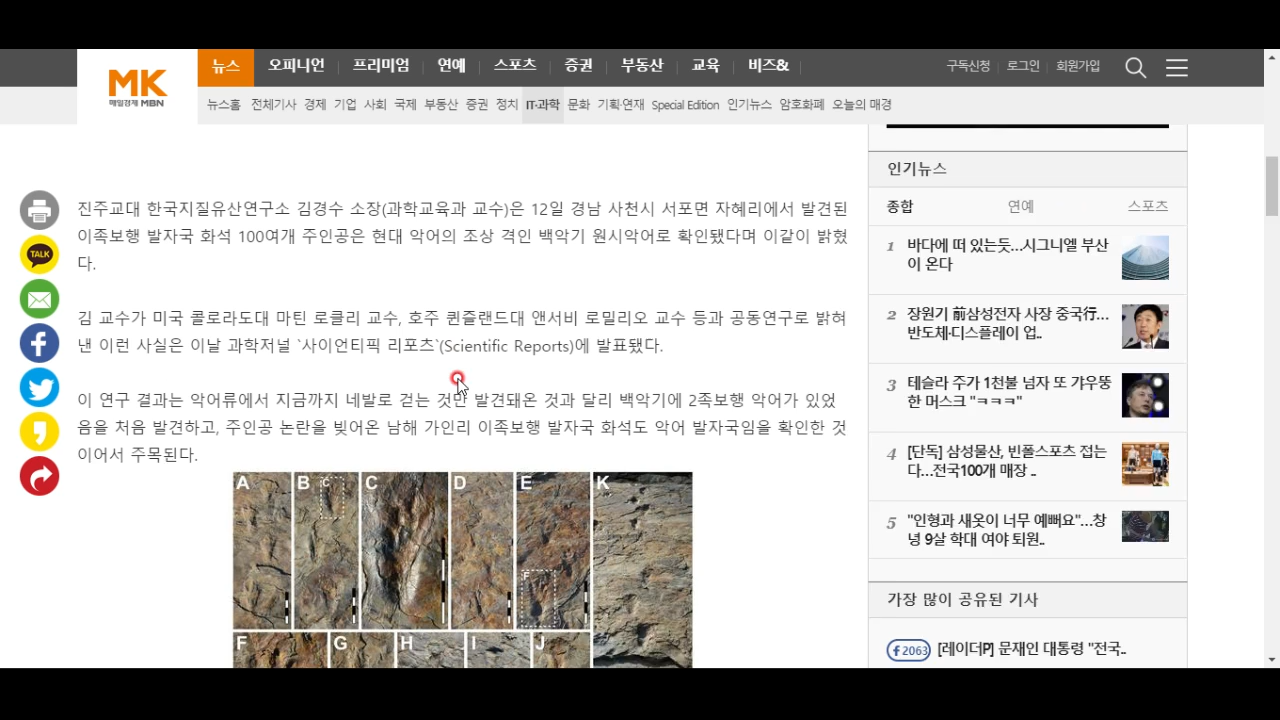 MK
매일경제 MBN
뉴스 오피니언 프리미엄 연예 스포츠 증권 부동산 교육 비즈&
구독신청 로그인 회원가입
뉴스홈 전체기사 경제 기업 사회 국제 부동산 증권 정치 IT·과학 문화 기획·연재 Special Edition 인기뉴스 암호화폐 오늘의 매경
TALK
진주교대 한국지질유산연구소 김경수 소장(과학교육과 교수)은 12일 경남 사천시 서포면 자혜리에서 발견된
이족보행 발자국 화석 100여개 주인공은 현대 악어의 조상 격인 백악기 원시악어로 확인됐다며 이같이 밝혔
다.
김 교수가 미국 콜로라도대 마틴 로클리 교수, 호주 퀸즐랜드대 앤서비 로밀리오 교수 등과 공동연구로 밝혀
낸 이런 사실은 이날 과학저널 `사이언티픽 리포츠`(Scientific Reports)에 발표됐다.
이 연구 결과는 악어류에서 지금까지 네발로 걷는 것만 발견돼온 것과 달리 백악기에 2족보행 악어가 있었
음을 처음 발견하고, 주인공 논란을 빚어온 남해 가인리 이족보행 발자국 화석도 악어 발자국임을 확인한 것
이어서 주목된다.
A B C C D E K
F
F G H I J
인기뉴스
종합 연예 스포츠
1 바다에 떠 있는듯…시그니엘 부산
이 온다
2 장원기 前삼성전자 사장 중국行…
반도체·디스플레이 업..
3 테슬라 주가 1천불 넘자 또 갸우뚱
한 머스크 "ㅋㅋㅋ"
4 [단독] 삼성물산, 빈폴스포츠 접는
다…전국100개 매장 ..
5 "인형과 새옷이 너무 예뻐요"…창
녕 9살 학대 여야 퇴원..
가장 많이 공유된 기사
f 2063 [레이더P] 문재인 대통령 "전국..